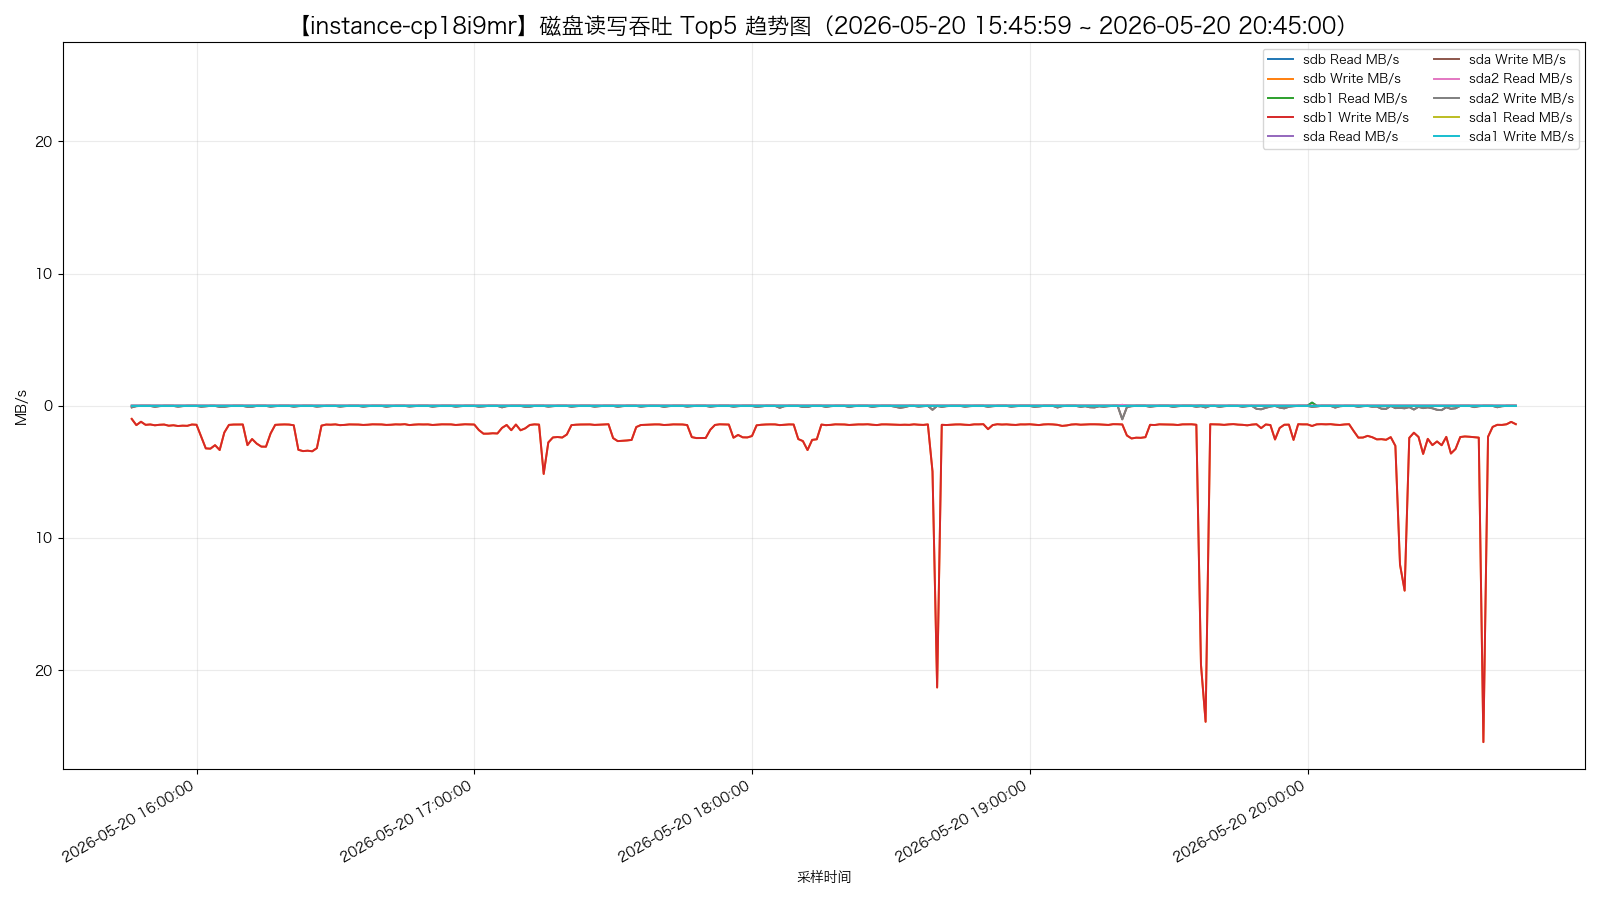 【instance-cp18i9mr】磁盘读写吞吐 Top5 趋势图（2026-05-20 15:45:59 ~ 2026-05-20 20:45:00）
sdb Read MB/s
sdb Write MB/s
sdb1 Read MB/s
sdb1 Write MB/s
sda Read MB/s
sda Write MB/s
sda2 Read MB/s
sda2 Write MB/s
sda1 Read MB/s
sda1 Write MB/s
20
10
0
10
20
MB/s
2026-05-20 16:00:00
2026-05-20 17:00:00
2026-05-20 18:00:00
2026-05-20 19:00:00
2026-05-20 20:00:00
采样时间